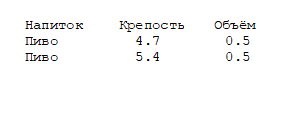 Напиток Крепость Объём
Пиво 4.7 0.5
Пиво 5.4 0.5